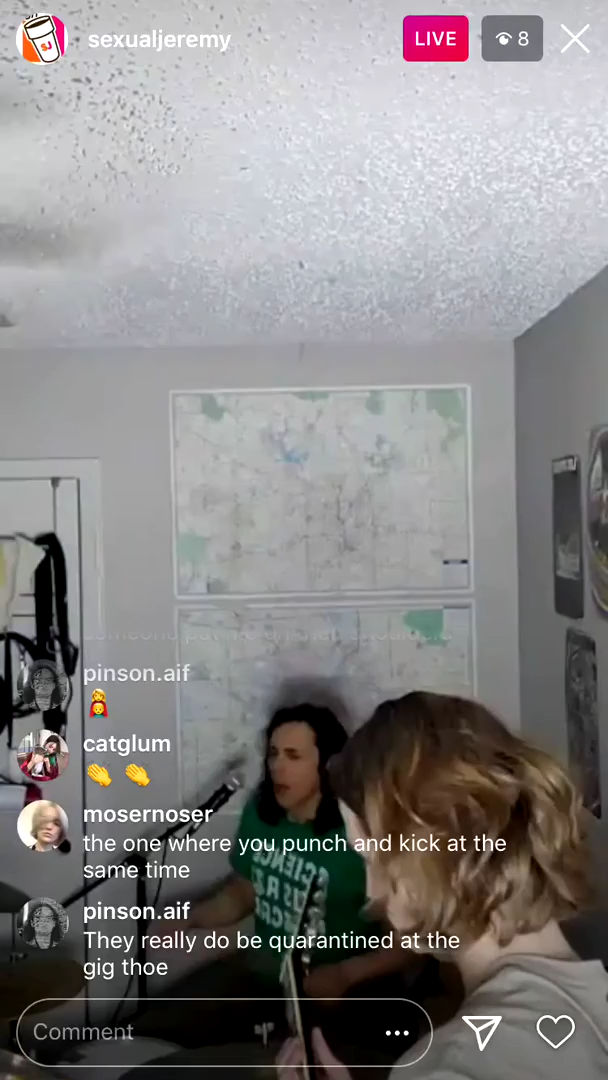 sexualjeremy
LIVE
8
SJ
pinson.aif
catglum
mosernoser
the one where you punch and kick at the
same time
pinson.aif
They really do be quarantined at the
gig thoe
Comment